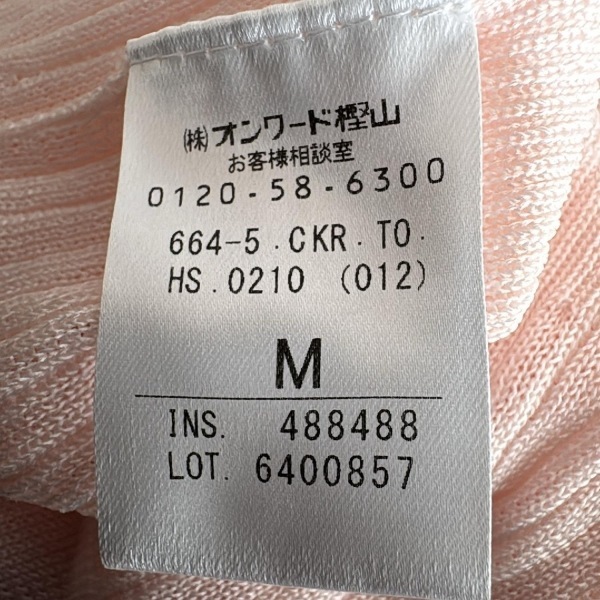 (株)オンワード樫山
お客様相談室
0120-58-6300
664-5.CKR.TO.
HS.0210 (012)
M
INS. 488488
LOT. 6400857